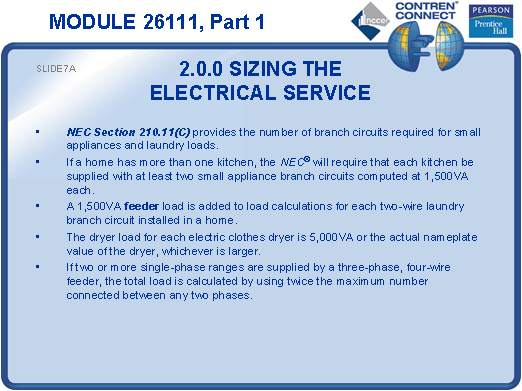 MODULE 26111, Part 1
nccer
CONTREN®
CONNECT
PEARSON
Prentice
Hall
SLIDE7A
2.0.0 SIZING THE
ELECTRICAL SERVICE
• NEC Section 210.11(C) provides the number of branch circuits required for small
appliances and laundry loads.
• If a home has more than one kitchen, the NEC® will require that each kitchen be
supplied with at least two small appliance branch circuits computed at 1,500VA
each.
• A 1,500VA feeder load is added to load calculations for each two-wire laundry
branch circuit installed in a home.
• The dryer load for each electric clothes dryer is 5,000VA or the actual nameplate
value of the dryer, whichever is larger.
• If two or more single-phase ranges are supplied by a three-phase, four-wire
feeder, the total load is calculated by using twice the maximum number
connected between any two phases.